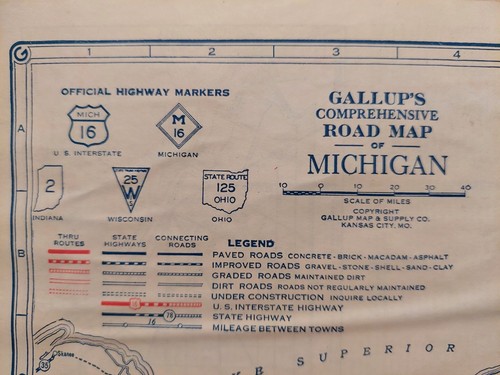 G 1 2 3 4
OFFICIAL HIGHWAY MARKERS
MICH
16
U. S. INTERSTATE
M
16
MICHIGAN
GALLUP'S
COMPREHENSIVE
ROAD MAP
OF
MICHIGAN
10 0 10 20 30 40
SCALE OF MILES
COPYRIGHT
GALLUP MAP & SUPPLY CO.
KANSAS CITY, MO.
A
2
INDIANA
25
W
WISCONSIN
STATE ROUTE
125
OHIO
OHIO
B
THRU ROUTES
STATE HIGHWAYS
CONNECTING ROADS
LEGEND
PAVED ROADS CONCRETE-BRICK-MACADAM-ASPHALT
IMPROVED ROADS GRAVEL-STONE-SHELL-SAND-CLAY
GRADED ROADS MAINTAINED DIRT
DIRT ROADS ROADS NOT REGULARLY MAINTAINED
UNDER CONSTRUCTION INQUIRE LOCALLY
U. S. INTERSTATE HIGHWAY
78 STATE HIGHWAY
16 MILEAGE BETWEEN TOWNS
SUPERIOR
Skanee
35